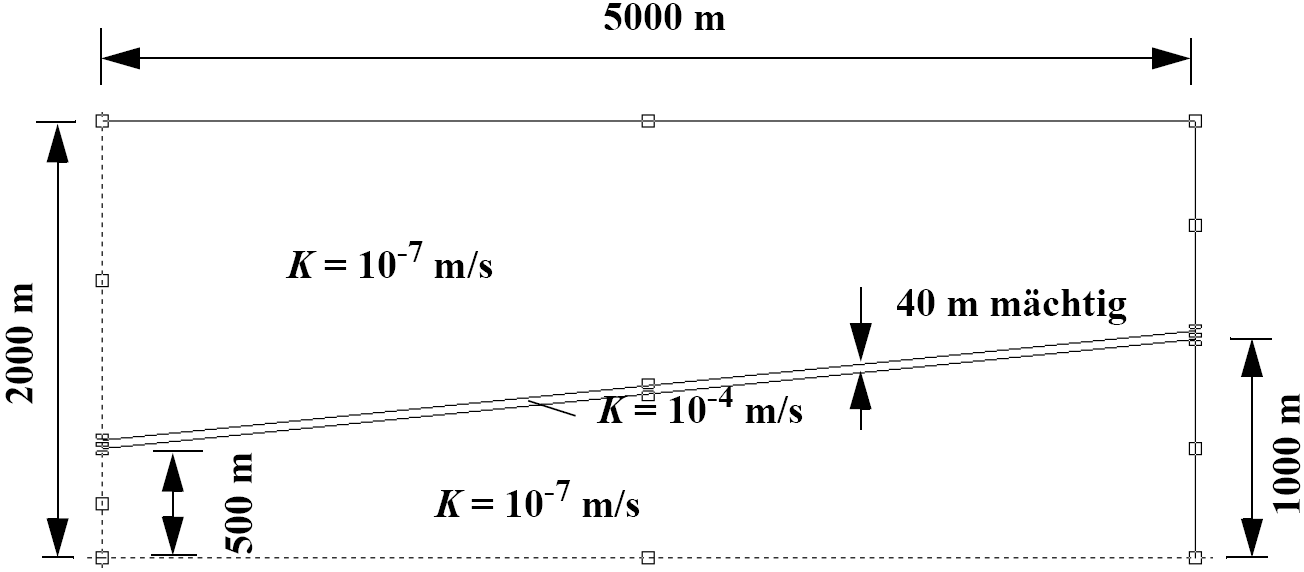 5000 m
2000 m
K = 10⁻⁷ m/s
40 m mächtig
K = 10⁻⁴ m/s
500 m
K = 10⁻⁷ m/s
1000 m